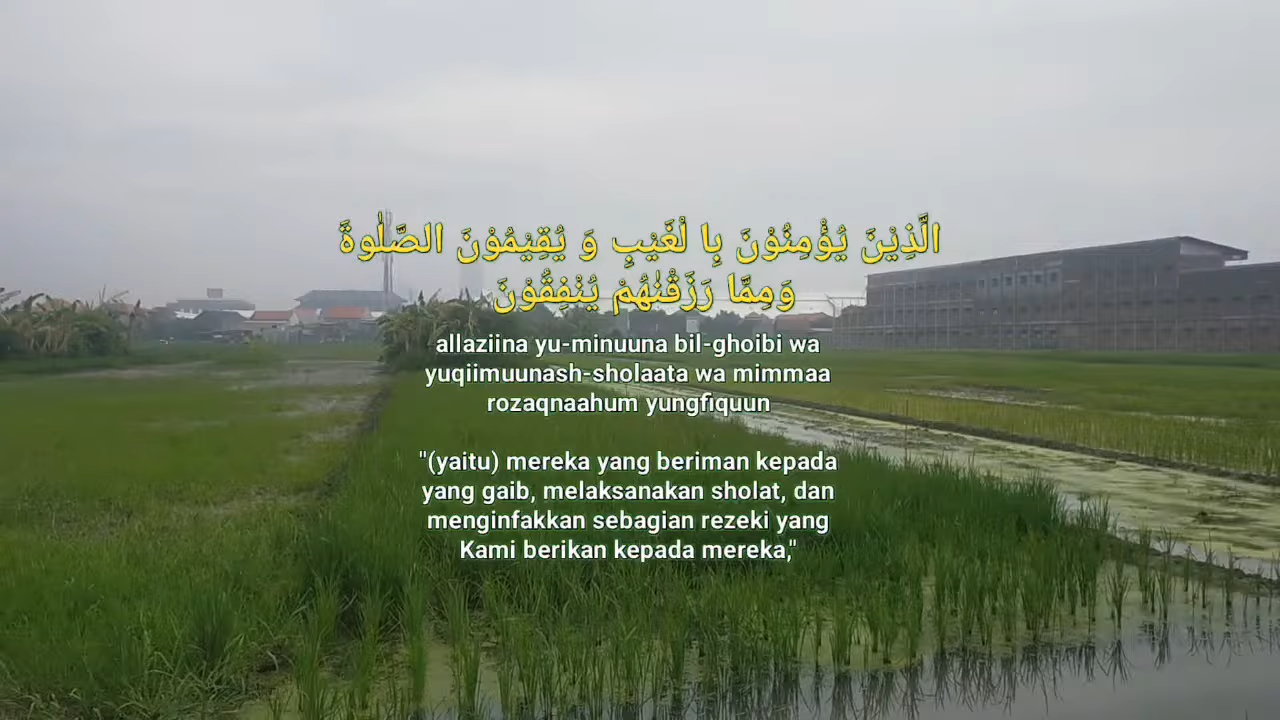 الَّذِيْنَ يُؤْمِنُوْنَ بِا لْغَيْبِ وَ يُقِيْمُوْنَ الصَّلٰوةَ
وَمِمَّا رَزَقْنٰهُمْ يُنْفِقُوْنَ
allaziina yu-minuuna bil-ghoibi wa
yuqiimuunash-sholaata wa mimmaa
rozaqnaahum yungfiquun
"(yaitu) mereka yang beriman kepada
yang gaib, melaksanakan sholat, dan
menginfakkan sebagian rezeki yang
Kami berikan kepada mereka,"